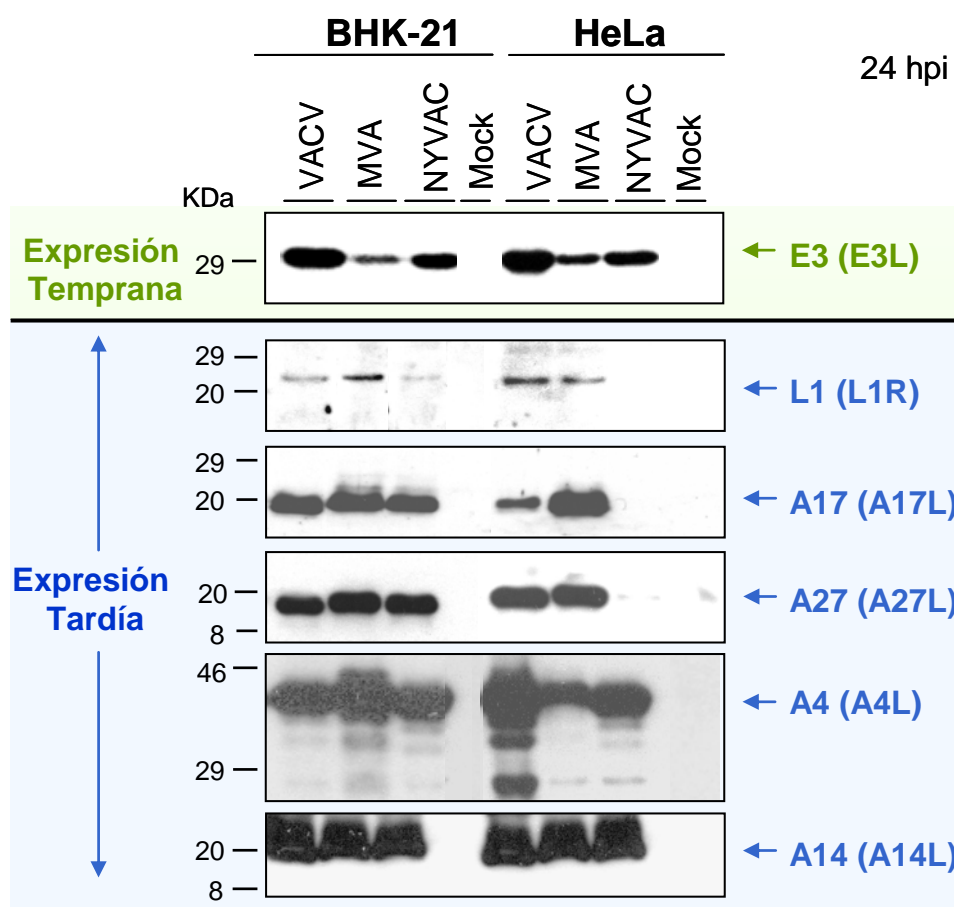 BHK-21 HeLa
24 hpi
VACV MVA NYVAC Mock VACV MVA NYVAC Mock
KDa
Expresión
Temprana
29
E3 (E3L)
29
20
L1 (L1R)
29
20
A17 (A17L)
Expresión
Tardía
20
8
A27 (A27L)
46
29
A4 (A4L)
20
8
A14 (A14L)